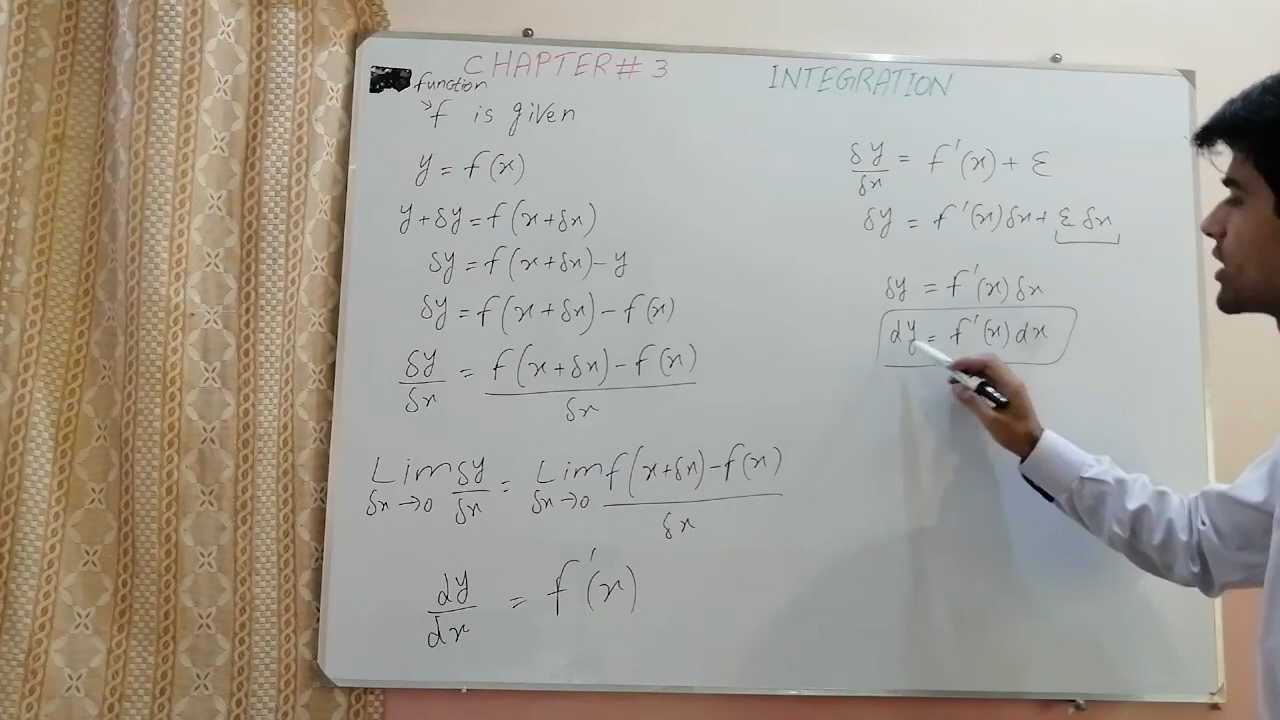 CHAPTER # 3
INTEGRATION
function
f is given
y = f(x)
y + δy = f(x + δx)
δy = f(x + δx) - y
δy = f(x + δx) - f(x)
δy/δx = f(x + δx) - f(x)/δx
Lim δx→0 δy/δx = Lim δx→0 f(x+δx) - f(x)/δx
dy/dx = f'(x)
δy/δx = f'(x) + ε
δy = f'(x)δx + ε δx
δy = f'(x) δx
dy = f'(x) dx